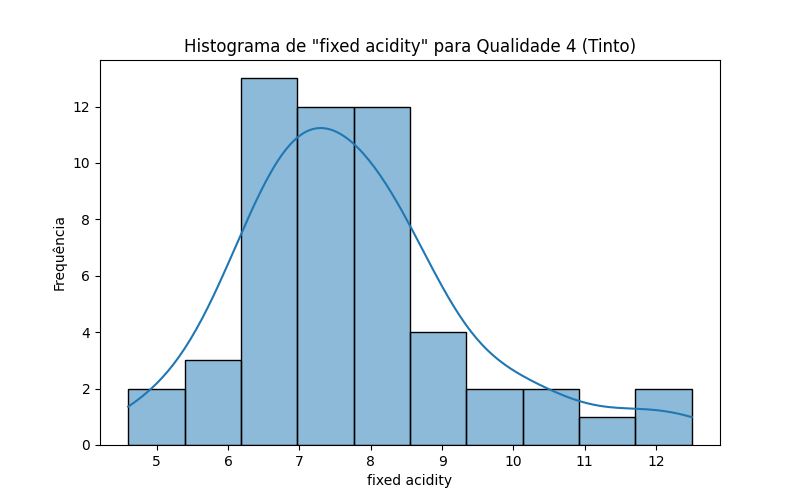 Histograma de "fixed acidity" para Qualidade 4 (Tinto)
Frequência
12
10
8
6
4
2
0
5 6 7 8 9 10 11 12
fixed acidity